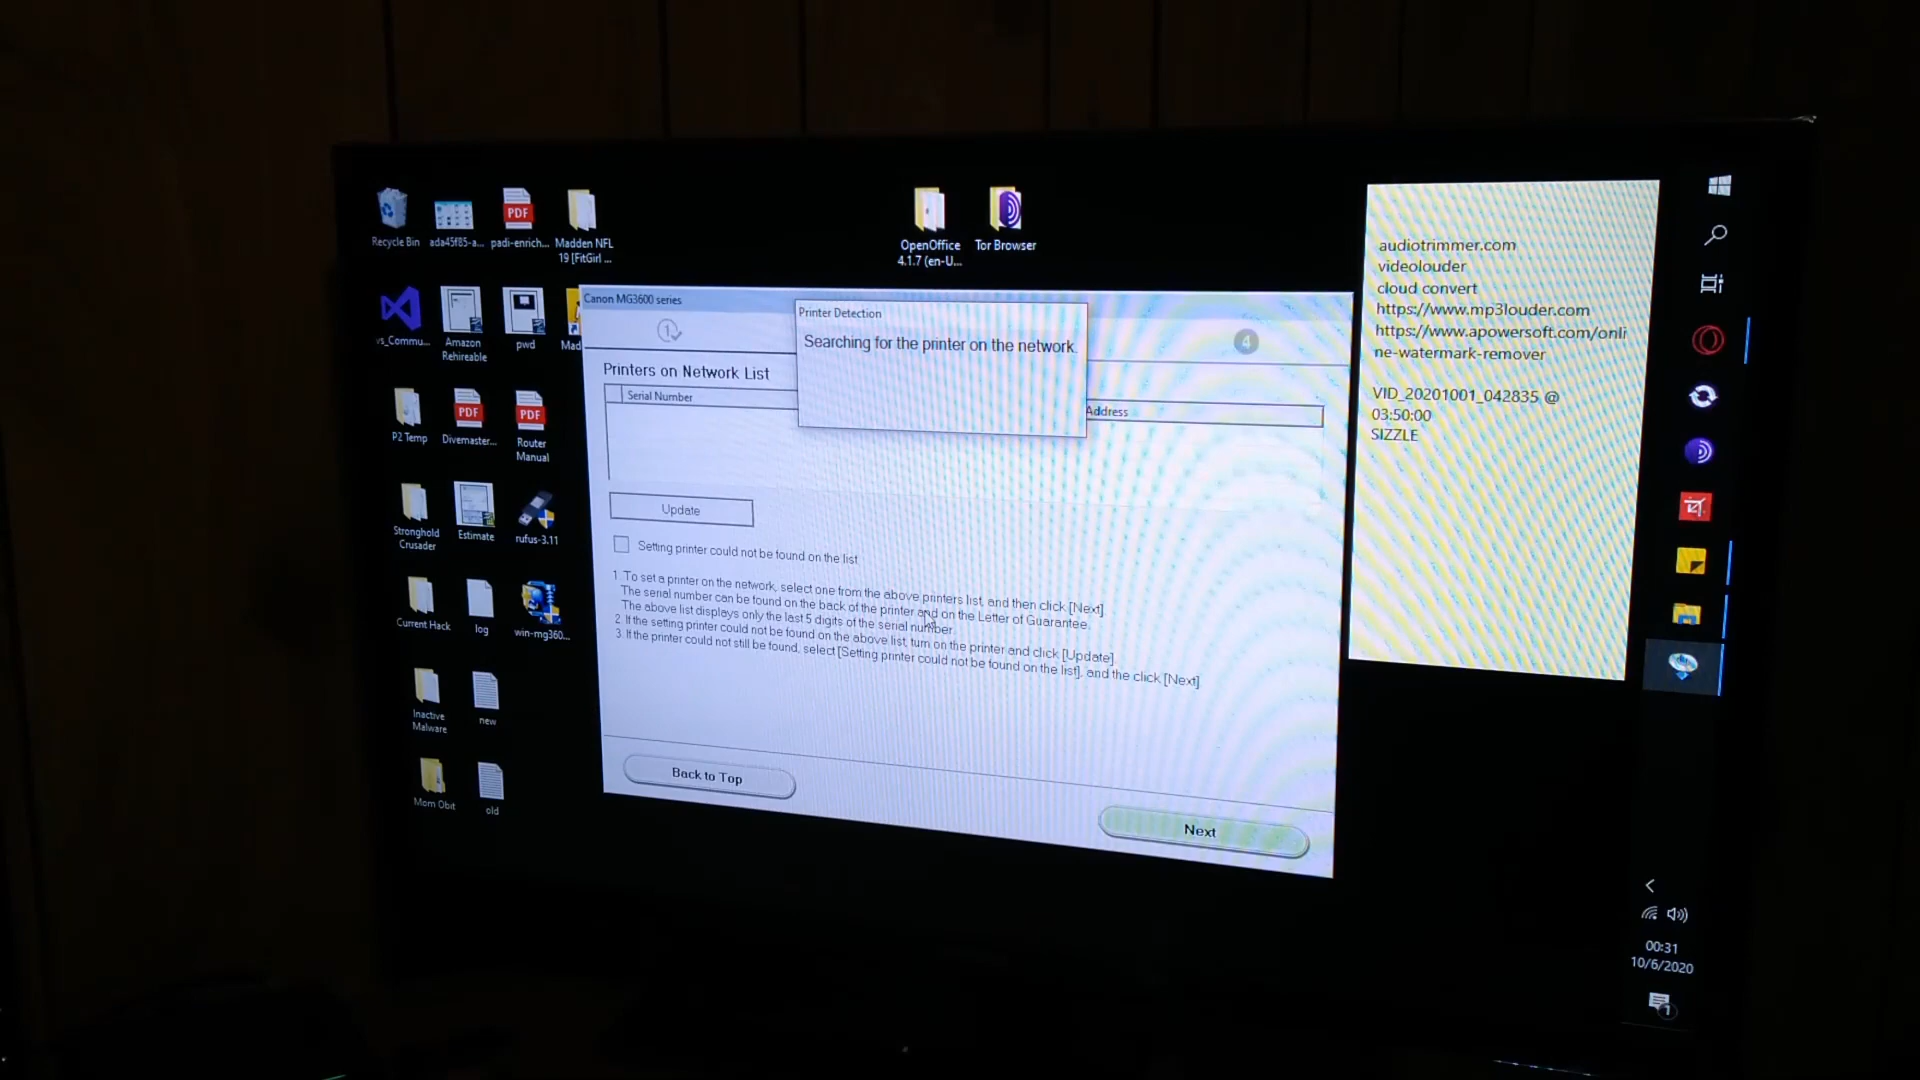 Recycle Bin
ada45f85-a...
padi-enrich...
Madden NFL
19 [FitGirl ...
OpenOffice
4.1.7 (en-U...
Tor Browser
PDF
vs_Commu...
Amazon
Rehireable
pwd
Mad
P2 Temp
PDF
Divemaster...
PDF
Router
Manual
Stronghold
Crusader
Estimate
rufus-3.11
Current Hack
log
win-mg360...
Inactive
Malware
new
Mom Obit
old
Canon MG3600 series
1
4
Printer Detection
Searching for the printer on the network.
Printers on Network List
Serial Number
Address
Update
Setting printer could not be found on the list
1. To set a printer on the network, select one from the above printers list, and then click [Next]
The serial number can be found on the back of the printer and on the Letter of Guarantee.
The above list displays only the last 5 digits of the serial number.
2. If the setting printer could not be found on the above list, turn on the printer and click [Update]
3. If the printer could not still be found, select [Setting printer could not be found on the list], and the click [Next]
Back to Top
Next
audiotrimmer.com
videolouder
cloud convert
https://www.mp3louder.com
https://www.apowersoft.com/onli
ne-watermark-remover
VID_20201001_042835 @
03:50:00
SIZZLE
00:31
10/6/2020
1